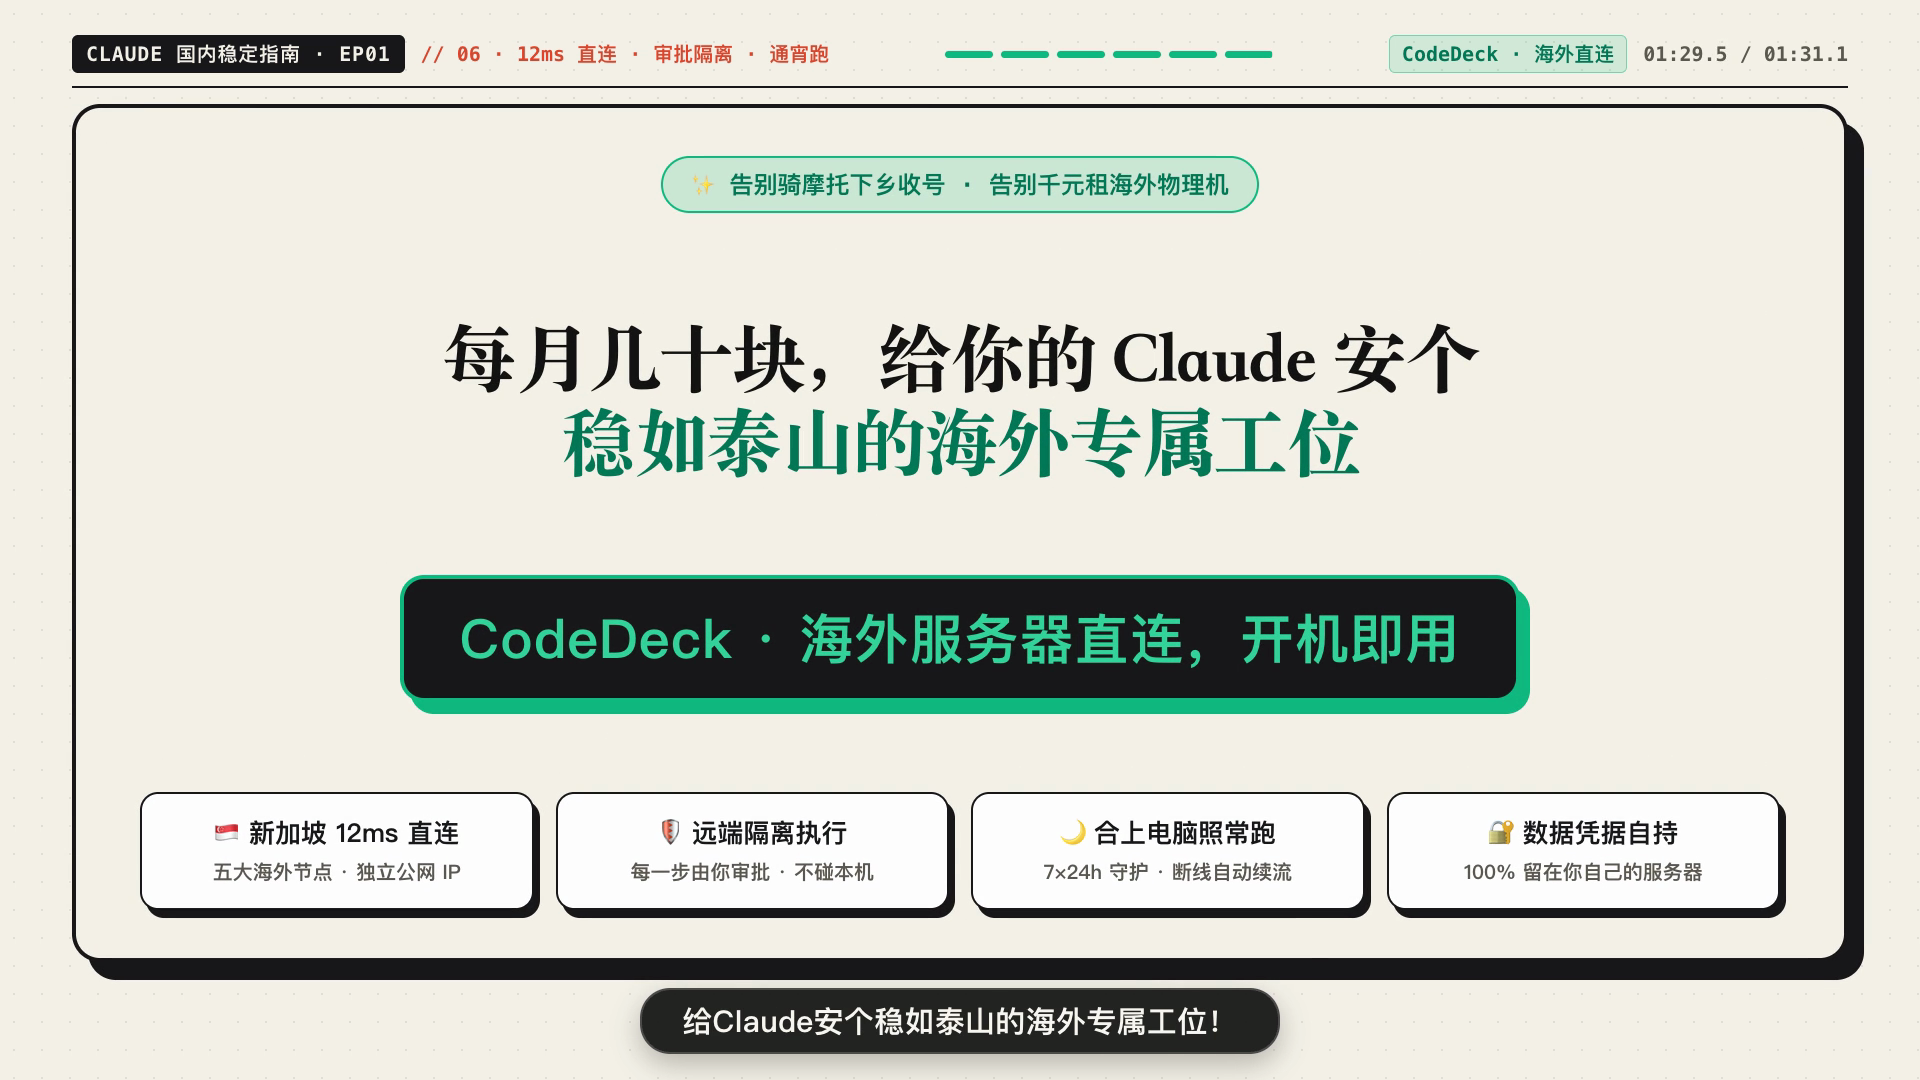 CLAUDE 国内稳定指南 · EP01
// 06 · 12ms 直连 · 审批隔离 · 通宵跑
CodeDeck · 海外直连
01:29.5 / 01:31.1
✨ 告别骑摩托下乡收号 · 告别千元租海外物理机
每月几十块，给你的 Claude 安个
稳如泰山的海外专属工位
CodeDeck · 海外服务器直连，开机即用
🇸🇬 新加坡 12ms 直连
五大海外节点 · 独立公网 IP
🛡️ 远端隔离执行
每一步由你审批 · 不碰本机
🌙 合上电脑照常跑
7×24h 守护 · 断线自动续流
🔐 数据凭据自持
100% 留在你自己的服务器
给Claude安个稳如泰山的海外专属工位！